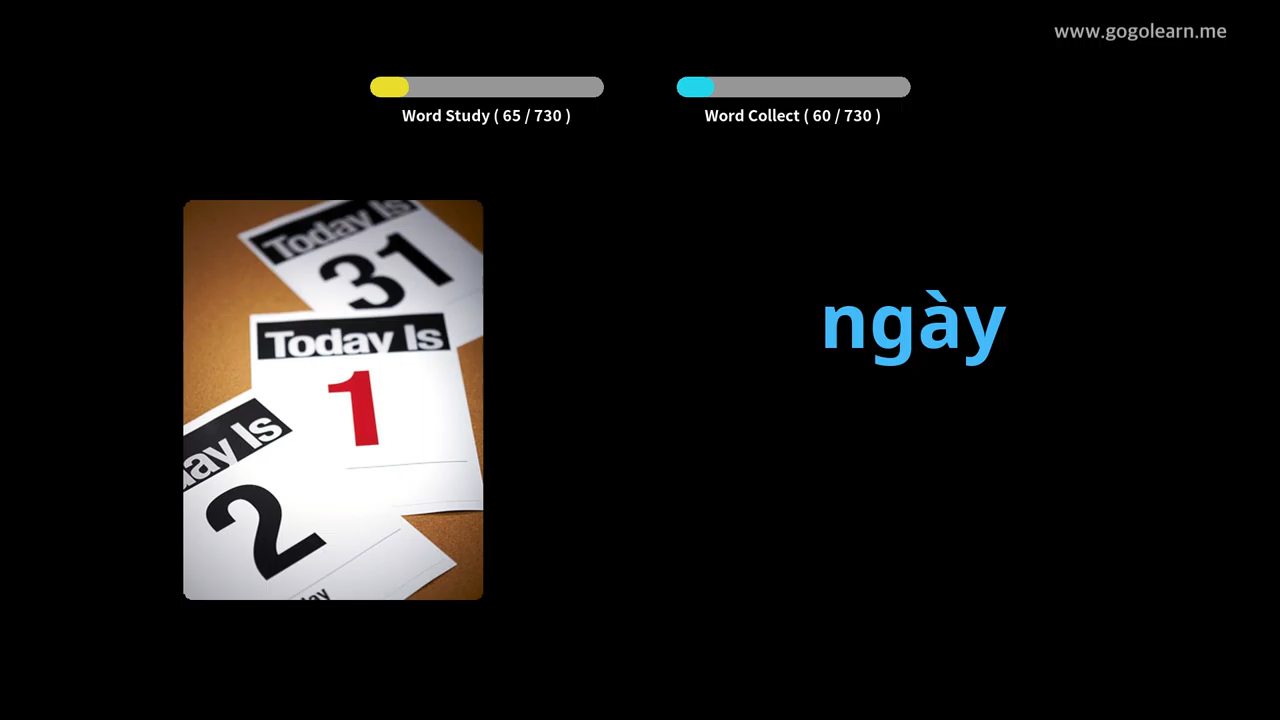 www.gogolearn.me
Word Study ( 65 / 730 )
Word Collect ( 60 / 730 )
Today Is
31
Today Is
1
ay Is
2
ngày